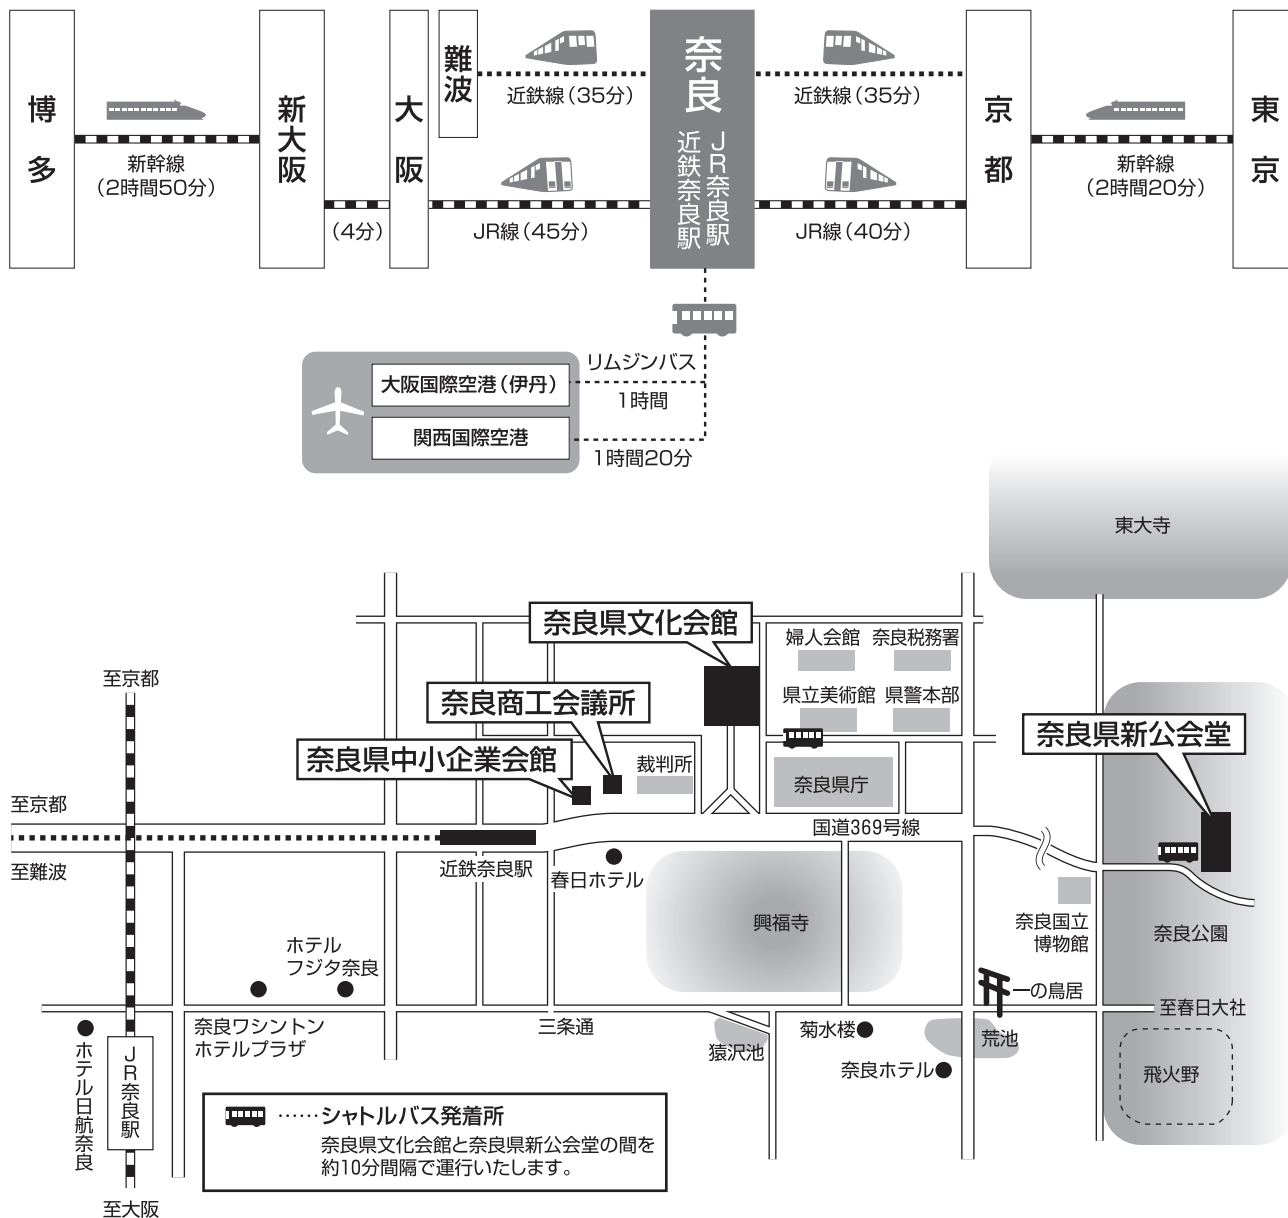 博多
新幹線
(2時間50分)
新大阪
(4分)
大阪
難波
近鉄線(35分)
JR線(45分)
奈良
JR奈良駅
近鉄奈良駅
近鉄線(35分)
JR線(40分)
京都
新幹線
(2時間20分)
東京
リムジンバス
大阪国際空港(伊丹)
1時間
関西国際空港
1時間20分
東大寺
奈良県文化会館
婦人会館
奈良税務署
至京都
奈良商工会議所
県立美術館
県警本部
奈良県新公会堂
奈良県中小企業会館
裁判所
奈良県庁
至京都
国道369号線
至難波
近鉄奈良駅
春日ホテル
興福寺
奈良国立
博物館
奈良公園
ホテル
フジタ奈良
一の鳥居
至春日大社
奈良ワシントン
ホテルプラザ
三条通
猿沢池
菊水楼
荒池
奈良ホテル
飛火野
ホテル日航奈良
JR奈良駅
……シャトルバス発着所
奈良県文化会館と奈良県新公会堂の間を
約10分間隔で運行いたします。
至大阪